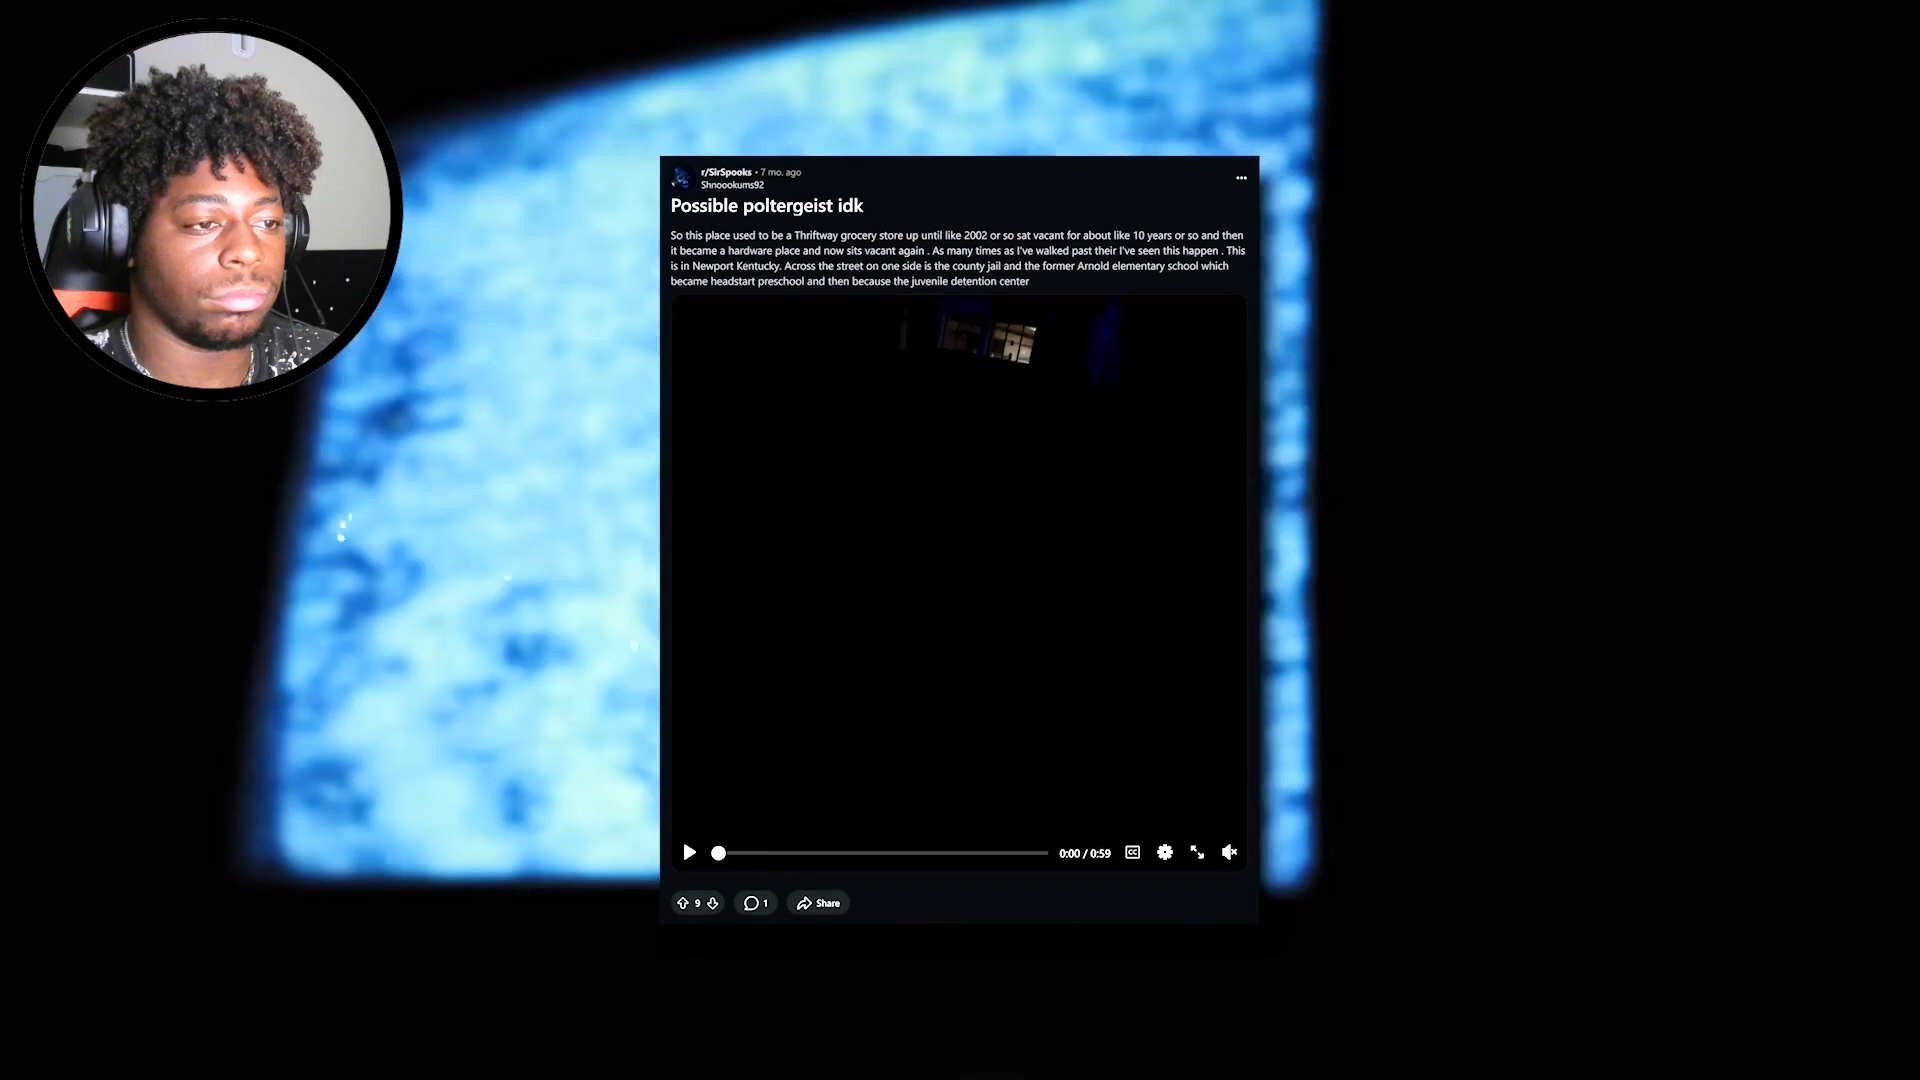 r/SirSpooks • 7 mo. ago
Shnoookums92
Possible poltergeist idk
So this place used to be a Thriftway grocery store up until like 2002 or so sat vacant for about like 10 years or so and then
it became a hardware place and now sits vacant again . As many times as I've walked past their I've seen this happen . This
is in Newport Kentucky. Across the street on one side is the county jail and the former Arnold elementary school which
became headstart preschool and then because the juvenile detention center
0:00 / 0:59
CC
9
1
Share